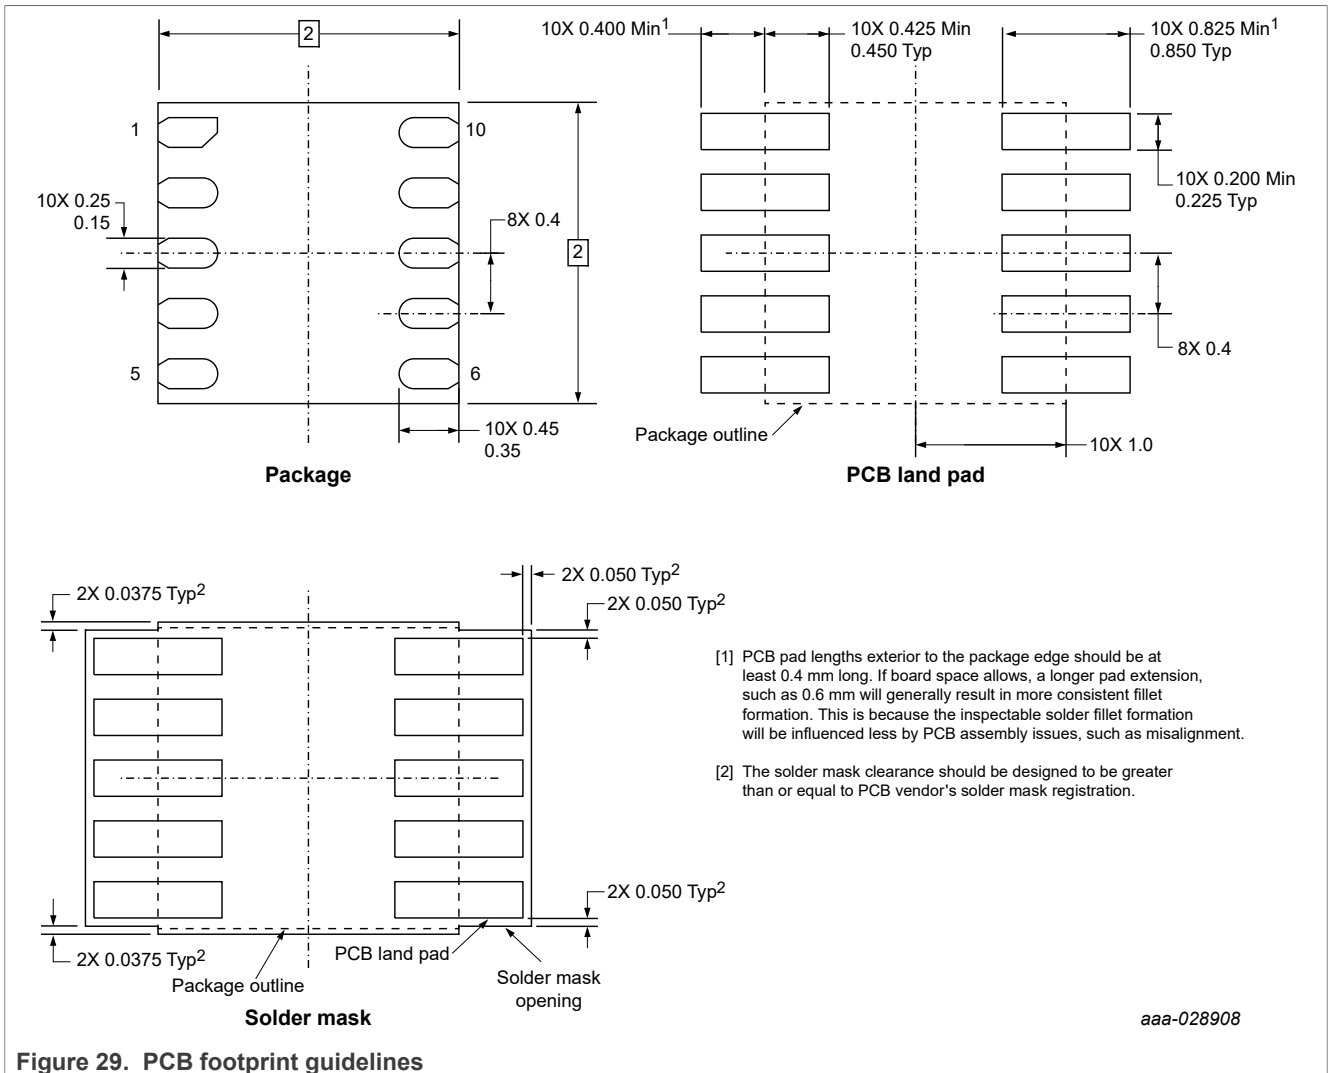 2
1
10
10X 0.25
0.15
8X 0.4
2
5
6
10X 0.45
0.35
Package
10X 0.400 Min1
10X 0.425 Min
0.450 Typ
10X 0.825 Min1
0.850 Typ
10X 0.200 Min
0.225 Typ
8X 0.4
Package outline
10X 1.0
PCB land pad
2X 0.0375 Typ2
2X 0.050 Typ2
2X 0.050 Typ2
2X 0.050 Typ2
2X 0.0375 Typ2
PCB land pad
Package outline
Solder mask
opening
Solder mask
[1] PCB pad lengths exterior to the package edge should be at
least 0.4 mm long. If board space allows, a longer pad extension,
such as 0.6 mm will generally result in more consistent fillet
formation. This is because the inspectable solder fillet formation
will be influenced less by PCB assembly issues, such as misalignment.
[2] The solder mask clearance should be designed to be greater
than or equal to PCB vendor's solder mask registration.
aaa-028908
Figure 29. PCB footprint guidelines